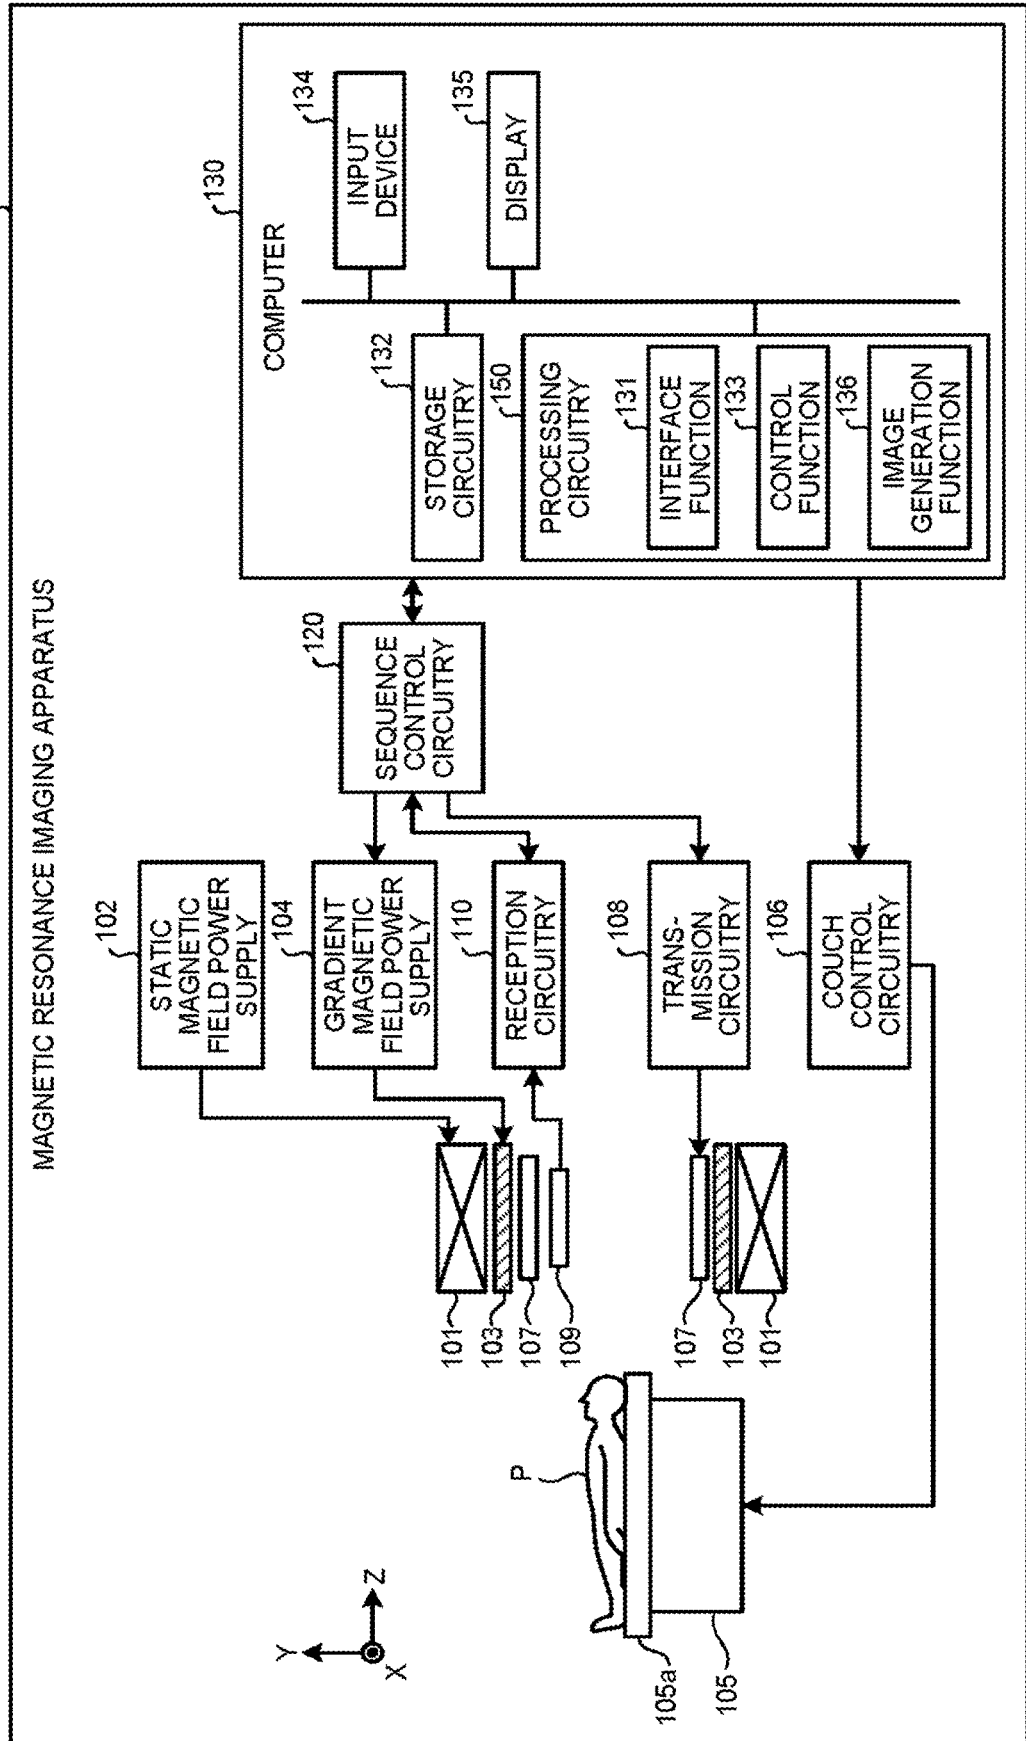 MAGNETIC RESONANCE IMAGING APPARATUS
Y
Z
X
P
105a
105
101
103
107
109
107
103
101
102
STATIC
MAGNETIC
FIELD POWER
SUPPLY
104
GRADIENT
MAGNETIC
FIELD POWER
SUPPLY
110
RECEPTION
CIRCUITRY
108
TRANS-
MISSION
CIRCUITRY
106
COUCH
CONTROL
CIRCUITRY
120
SEQUENCE
CONTROL
CIRCUITRY
130
COMPUTER
132
STORAGE
CIRCUITRY
150
PROCESSING
CIRCUITRY
131
INTERFACE
FUNCTION
133
CONTROL
FUNCTION
136
IMAGE
GENERATION
FUNCTION
134
INPUT
DEVICE
135
DISPLAY